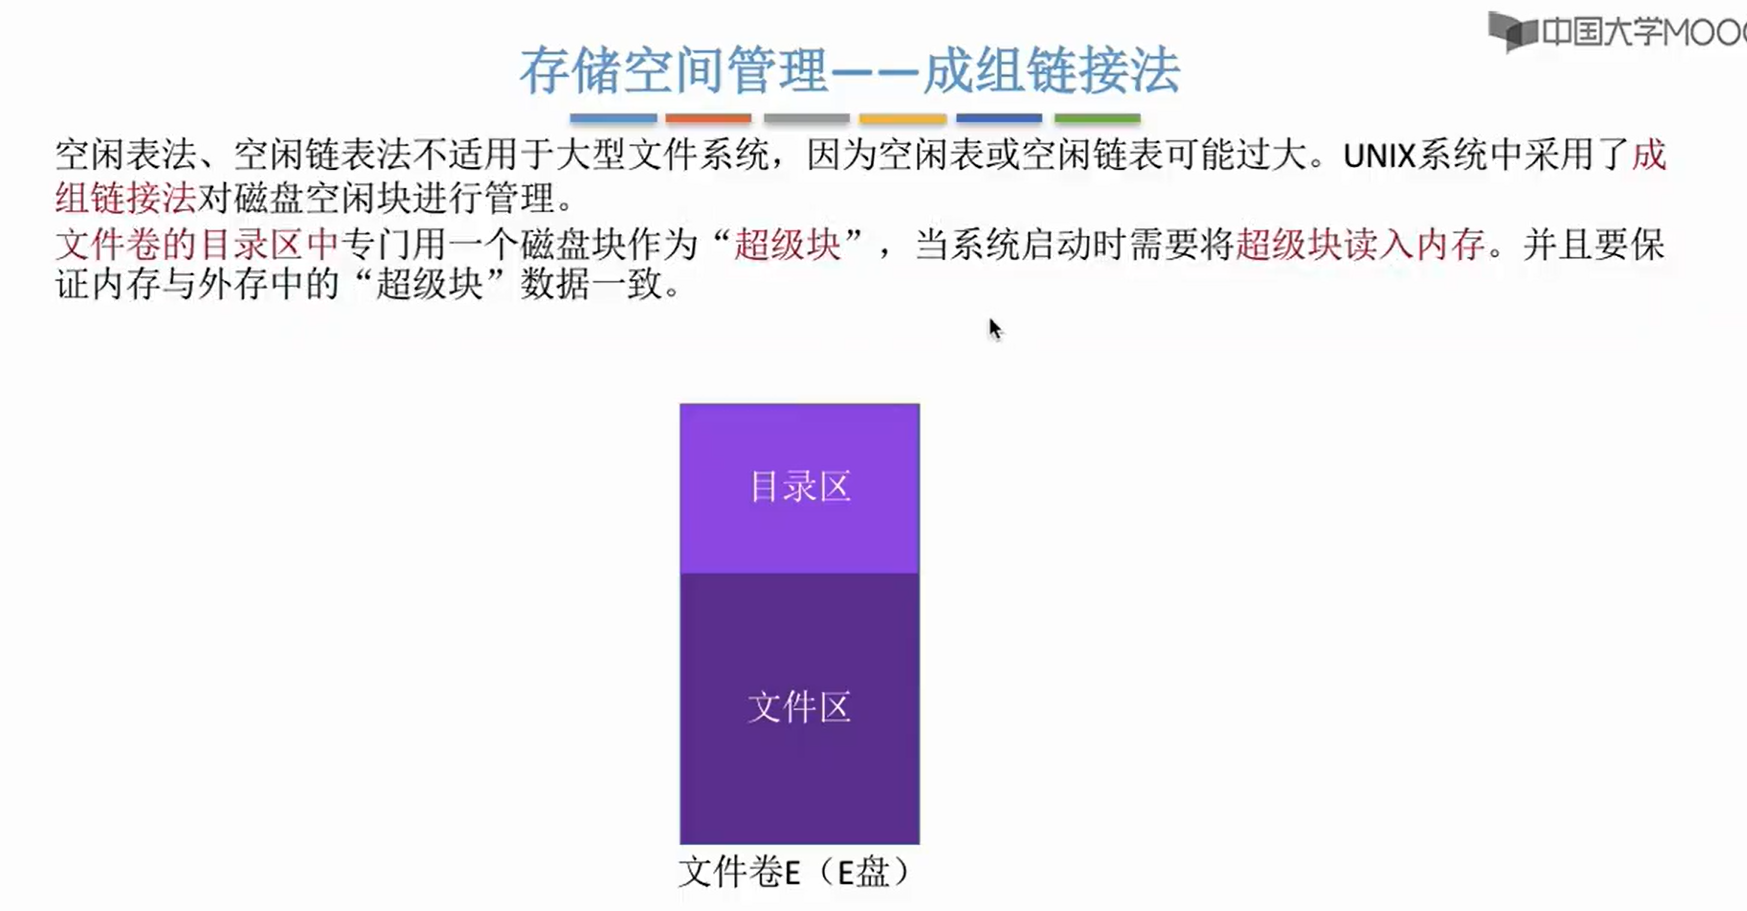 中国大学MOOC
存储空间管理——成组链接法
空闲表法、空闲链表法不适用于大型文件系统，因为空闲表或空闲链表可能过大。UNIX系统中采用了成
组链接法对磁盘空闲块进行管理。
文件卷的目录区中专门用一个磁盘块作为“超级块”，当系统启动时需要将超级块读入内存。并且要保
证内存与外存中的“超级块”数据一致。
目录区
文件区
文件卷E（E盘）